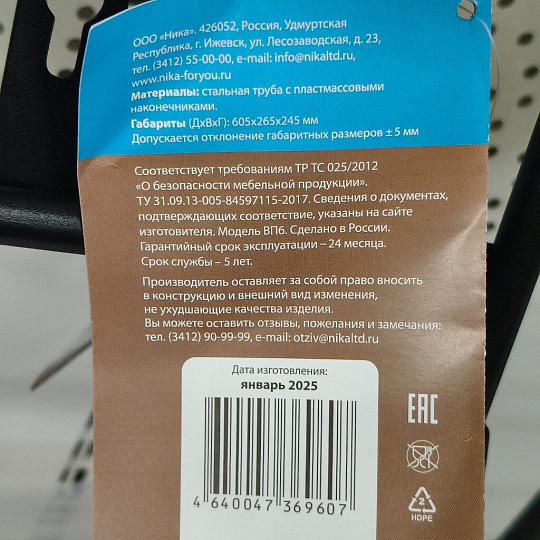 ООО «Ника». 426052, Россия, Удмуртская
Республика, г. Ижевск, ул. Лесозаводская, д. 23,
тел. (3412) 55-00-00, e-mail: info@nikaltd.ru,
www.nika-foryou.ru
Материалы: стальная труба с пластмассовыми
наконечниками.
Габариты (ДхВхГ): 605х265х245 мм
Допускается отклонение габаритных размеров ± 5 мм
Соответствует требованиям ТР ТС 025/2012
«О безопасности мебельной продукции».
ТУ 31.09.13-005-84597115-2017. Сведения о документах,
подтверждающих соответствие, указаны на сайте
изготовителя. Модель ВП6. Сделано в России.
Гарантийный срок эксплуатации – 24 месяца.
Срок службы – 5 лет.
Производитель оставляет за собой право вносить
в конструкцию и внешний вид изменения,
не ухудшающие качества изделия.
Вы можете оставить отзывы, пожелания и замечания:
тел. (3412) 90-99-99, e-mail: otziv@nikaltd.ru
Дата изготовления:
январь 2025
4 640047 369607
EAC
2
HDPE